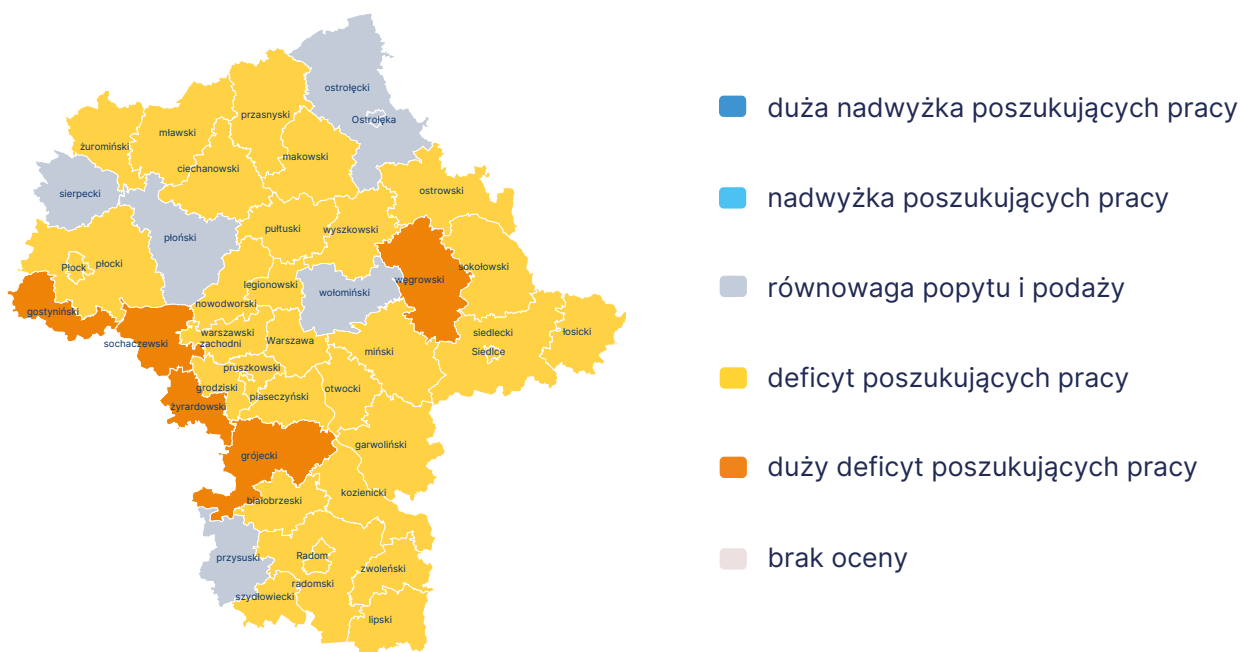 ostrołęcki
przasnyski
Ostrołęka
mławski
żuromiński
makowski
ciechanowski
sierpecki
ostrowski
pułtuski
wyszkowski
płoński
Płock
płocki
sokołowski
węgrowski
legionowski
wołomiński
nowodworski
gostyniński
warszawski
zachodni
sochaczewski
Warszawa
siedlecki
łosicki
miński
Siedlce
pruszkowski
grodziski
otwocki
piaseczyński
żyrardowski
garwoliński
grójecki
kozienicki
białobrzeski
przysuski
Radom
zwoleński
radomski
szydłowiecki
lipski
duża nadwyżka poszukujących pracy
nadwyżka poszukujących pracy
równowaga popytu i podaży
deficyt poszukujących pracy
duży deficyt poszukujących pracy
brak oceny